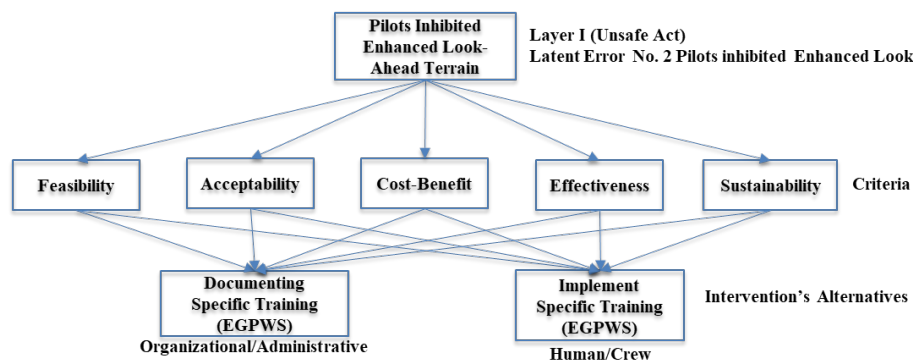 Pilots Inhibited
Enhanced Look-
Ahead Terrain
Layer I (Unsafe Act)
Latent Error No. 2 Pilots inhibited Enhanced Look
Feasibility
Acceptability
Cost-Benefit
Effectiveness
Sustainability
Criteria
Documenting
Specific Training
(EGPWS)
Organizational/Administrative
Implement
Specific Training
(EGPWS)
Human/Crew
Intervention's Alternatives